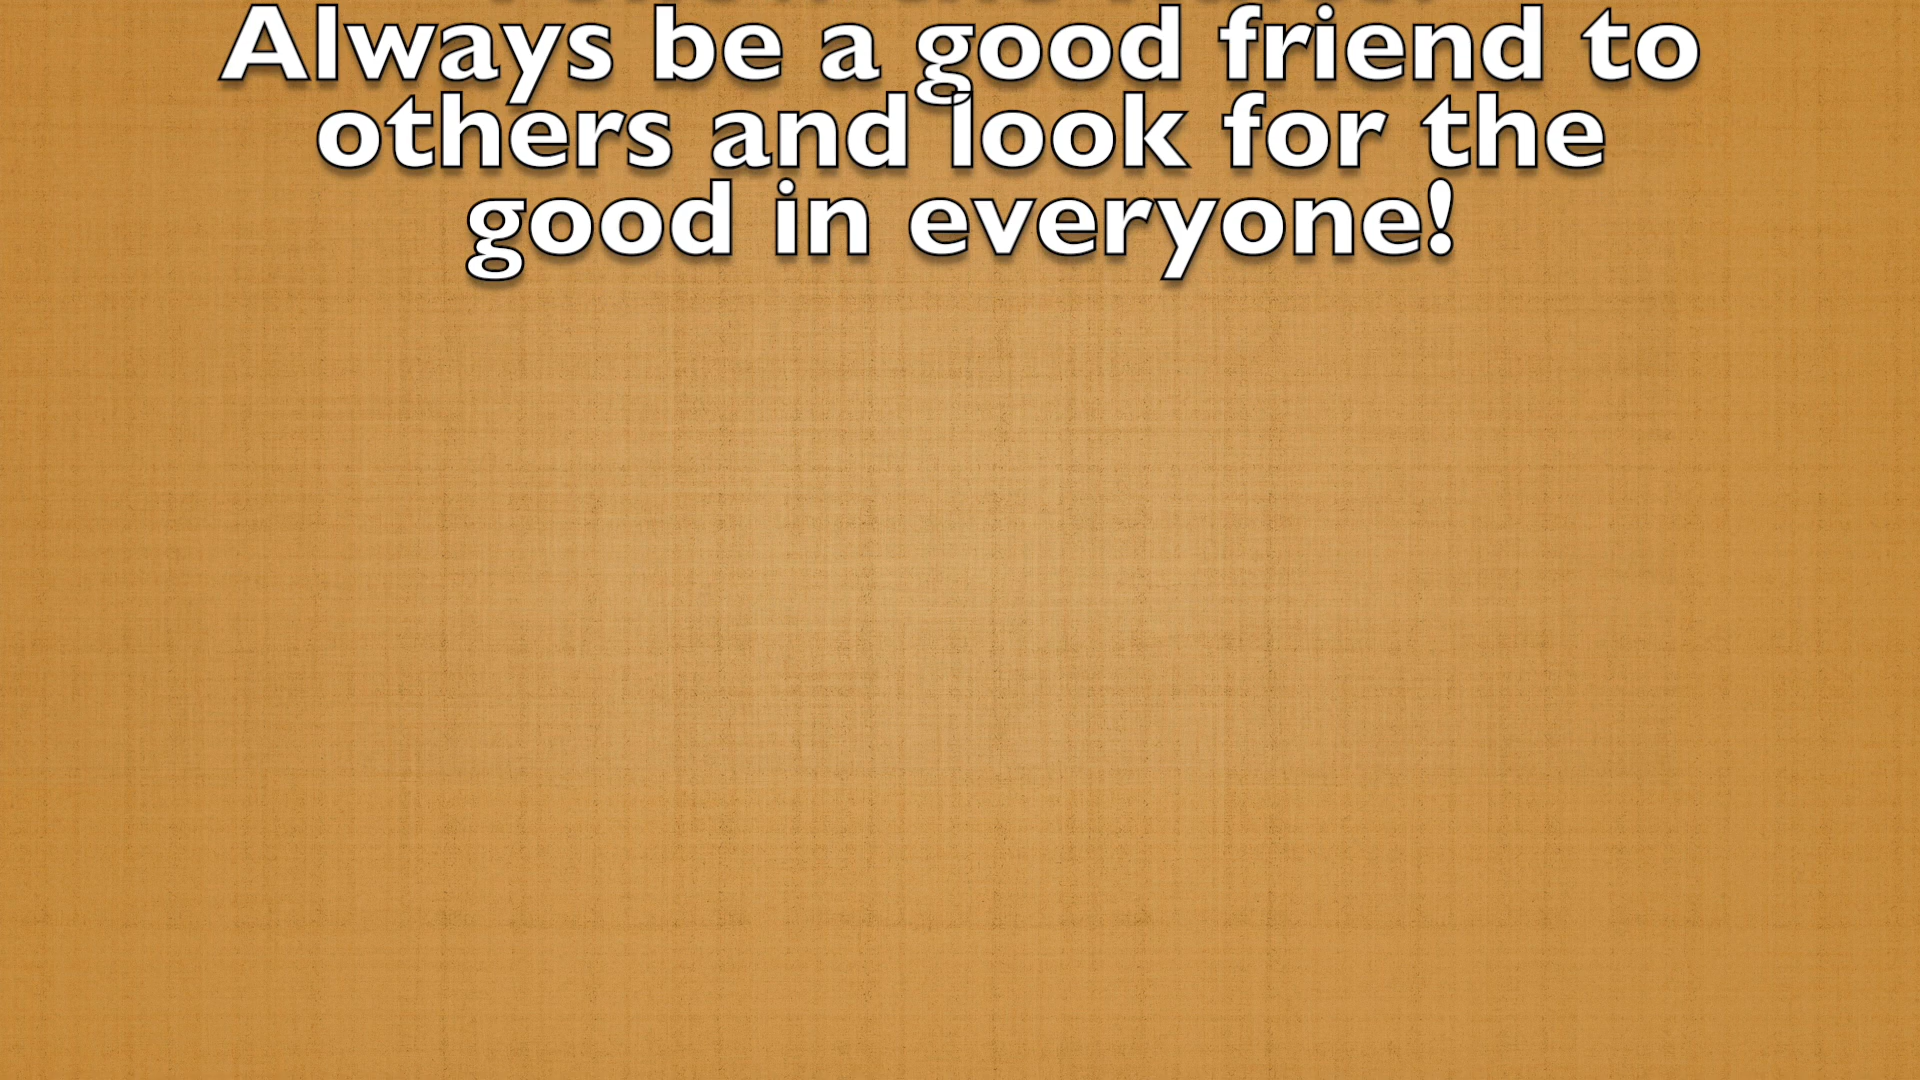 Always be a good friend to
others and look for the
good in everyone!